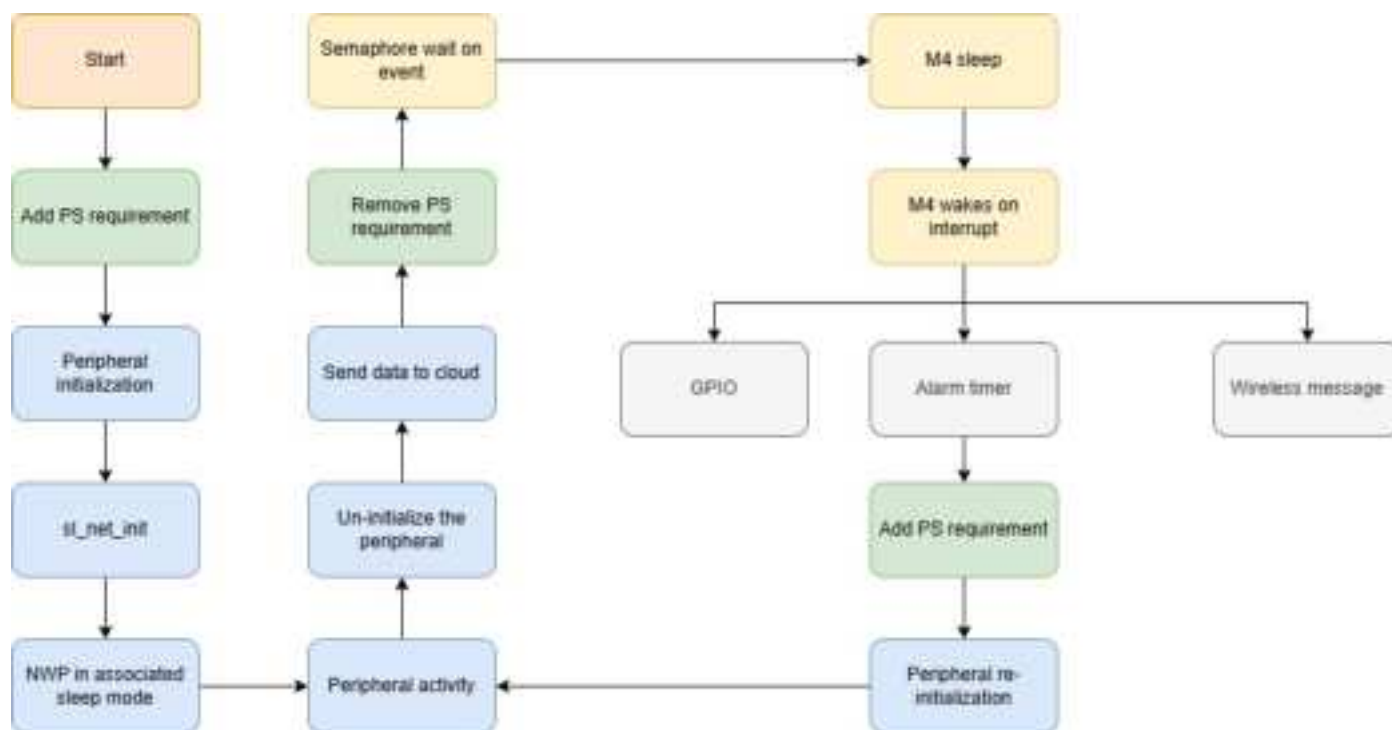 Start
Add PS requirement
Peripheral
initialization
sl_net_init
NWP in associated
sleep mode
Semaphore wait on
event
Remove PS
requirement
Send data to cloud
Un-initialize the
peripheral
Peripheral activity
M4 sleep
M4 wakes on
interrupt
GPIO
Alarm timer
Wireless message
Add PS requirement
Peripheral re-
initialization